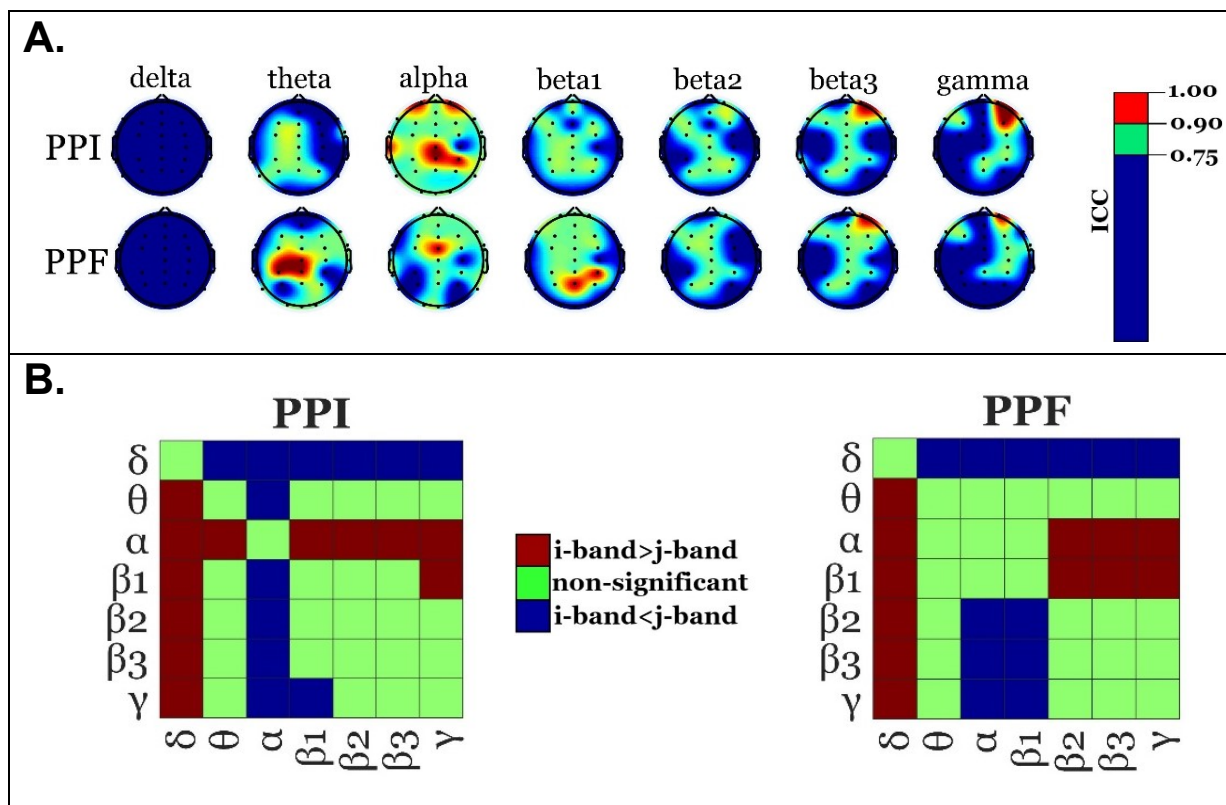 A.
delta theta alpha beta1 beta2 beta3 gamma
PPI
PPF
1.00
0.90
0.75
ICC
B.
PPI
δ
θ
α
β1
β2
β3
γ
δ θ α β1 β2 β3 γ
i-band>j-band
non-significant
i-band<j-band
PPF
δ
θ
α
β1
β2
β3
γ
δ θ α β1 β2 β3 γ